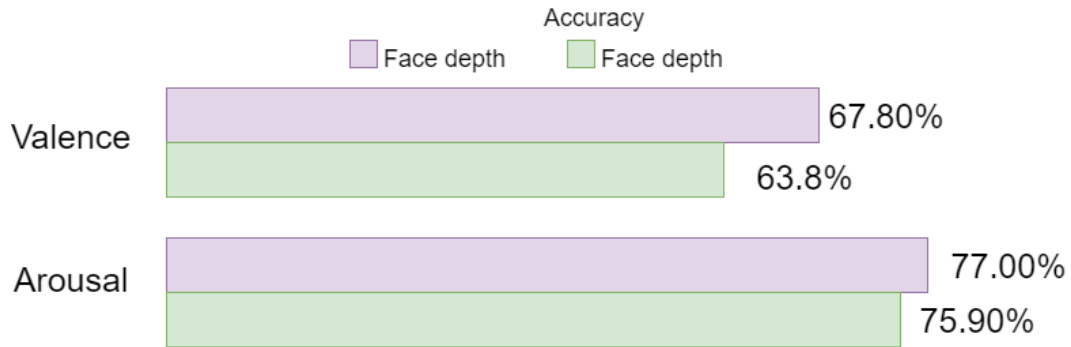 Accuracy
Face depth Face depth
Valence
67.80%
63.8%
Arousal
77.00%
75.90%